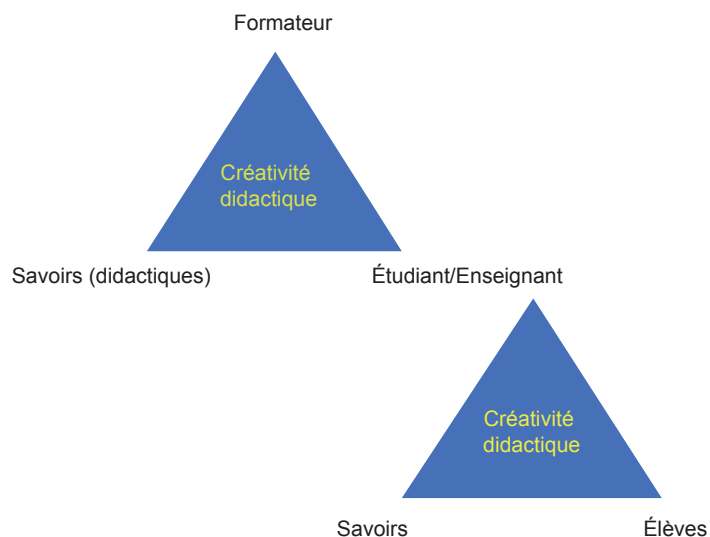 Formateur
Créativité
didactique
Savoirs (didactiques)
Étudiant/Enseignant
Créativité
didactique
Savoirs
Élèves